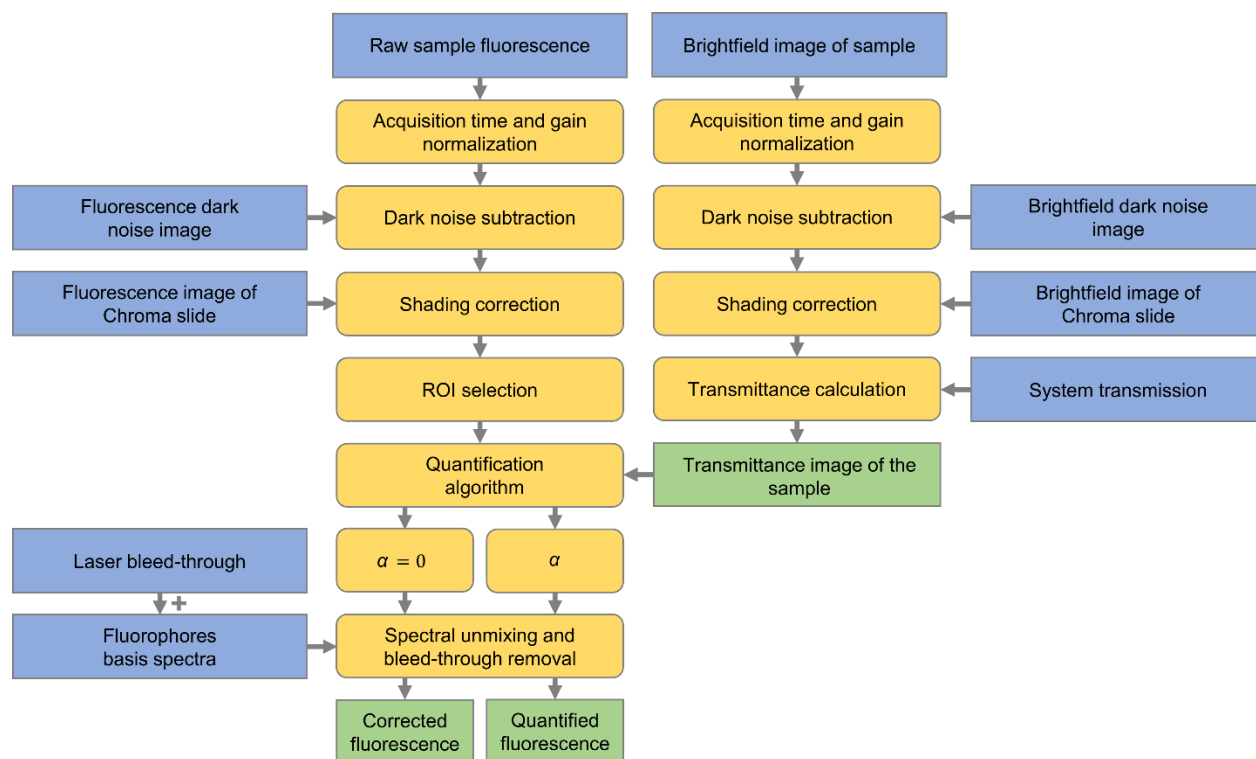 Raw sample fluorescence
Brightfield image of sample
Acquisition time and gain
normalization
Acquisition time and gain
normalization
Fluorescence dark
noise image
Dark noise subtraction
Dark noise subtraction
Brightfield dark noise
image
Fluorescence image of
Chroma slide
Shading correction
Shading correction
Brightfield image of
Chroma slide
ROI selection
Transmittance calculation
System transmission
Quantification
algorithm
Transmittance image of the
sample
Laser bleed-through
α = 0
α
+
Fluorophores
basis spectra
Spectral unmixing and
bleed-through removal
Corrected
fluorescence
Quantified
fluorescence